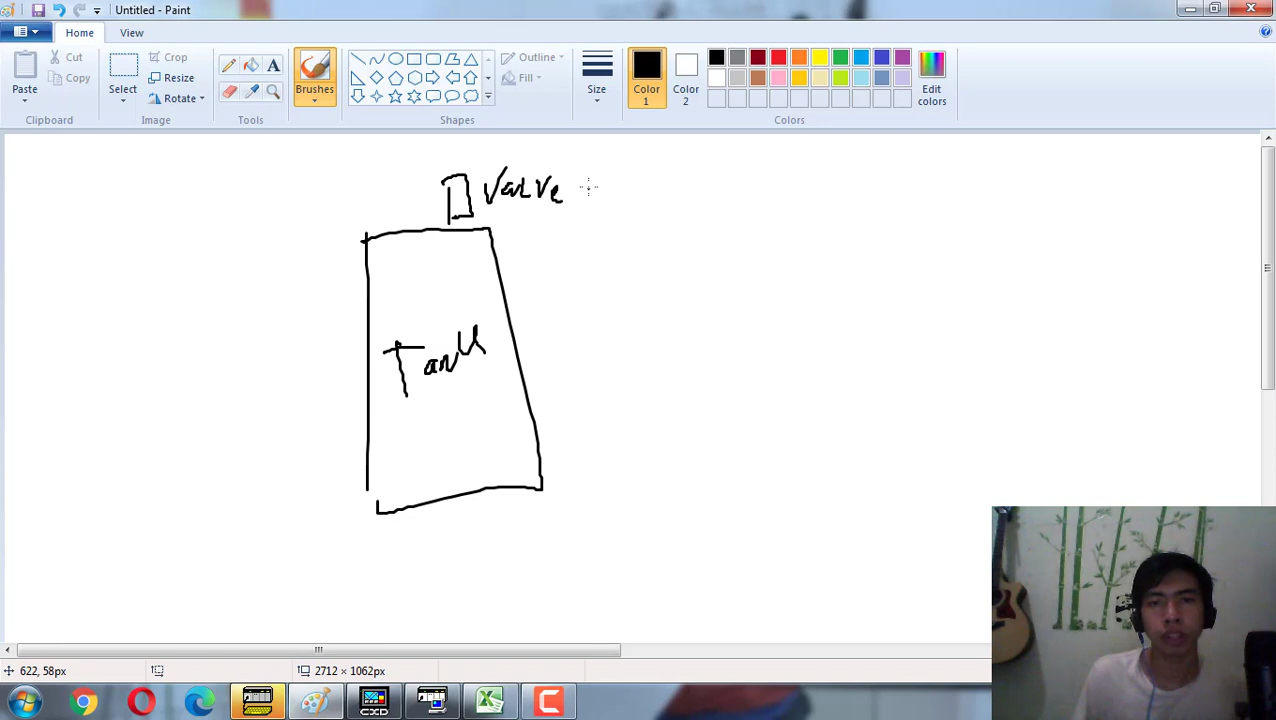 Untitled - Paint
Home View
Paste
Cut
Copy
Clipboard
Select
Crop
Resize
Rotate
Image
Tools
Brushes
Shapes
Outline
Fill
Size
Color 1
Color 2
Edit colors
Colors
Valve
Tank
622, 58px
2712 × 1062px
CXD